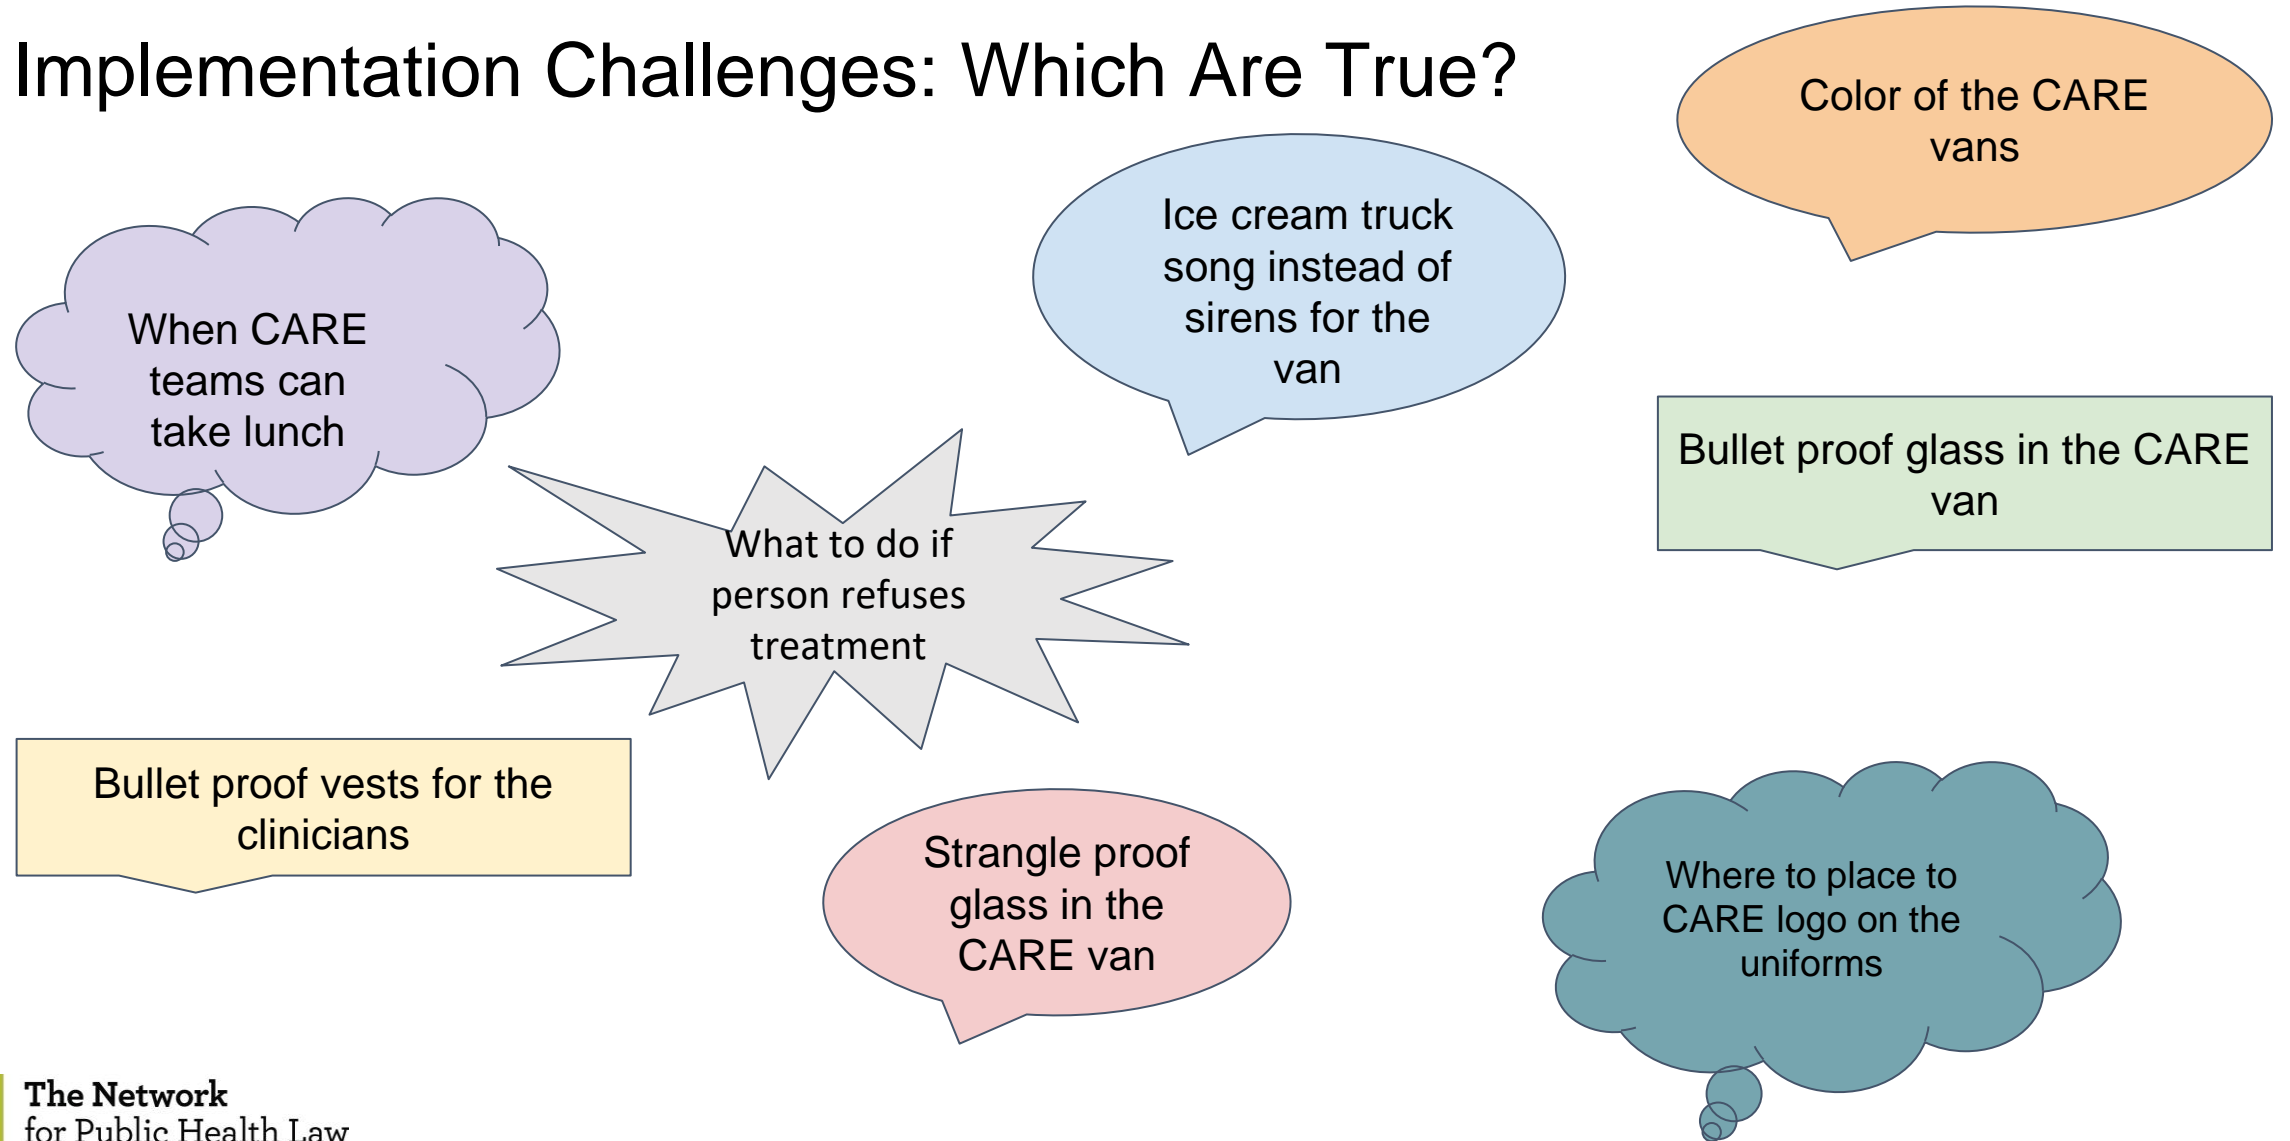 Implementation Challenges: Which Are True?
Color of the CARE
vans
Ice cream truck
song instead of
sirens for the
van
When CARE
teams can
take lunch
Bullet proof glass in the CARE
van
What to do if
person refuses
treatment
Bullet proof vests for the
clinicians
Strangle proof
glass in the
CARE van
Where to place to
CARE logo on the
uniforms
The Network
for Public Health Law